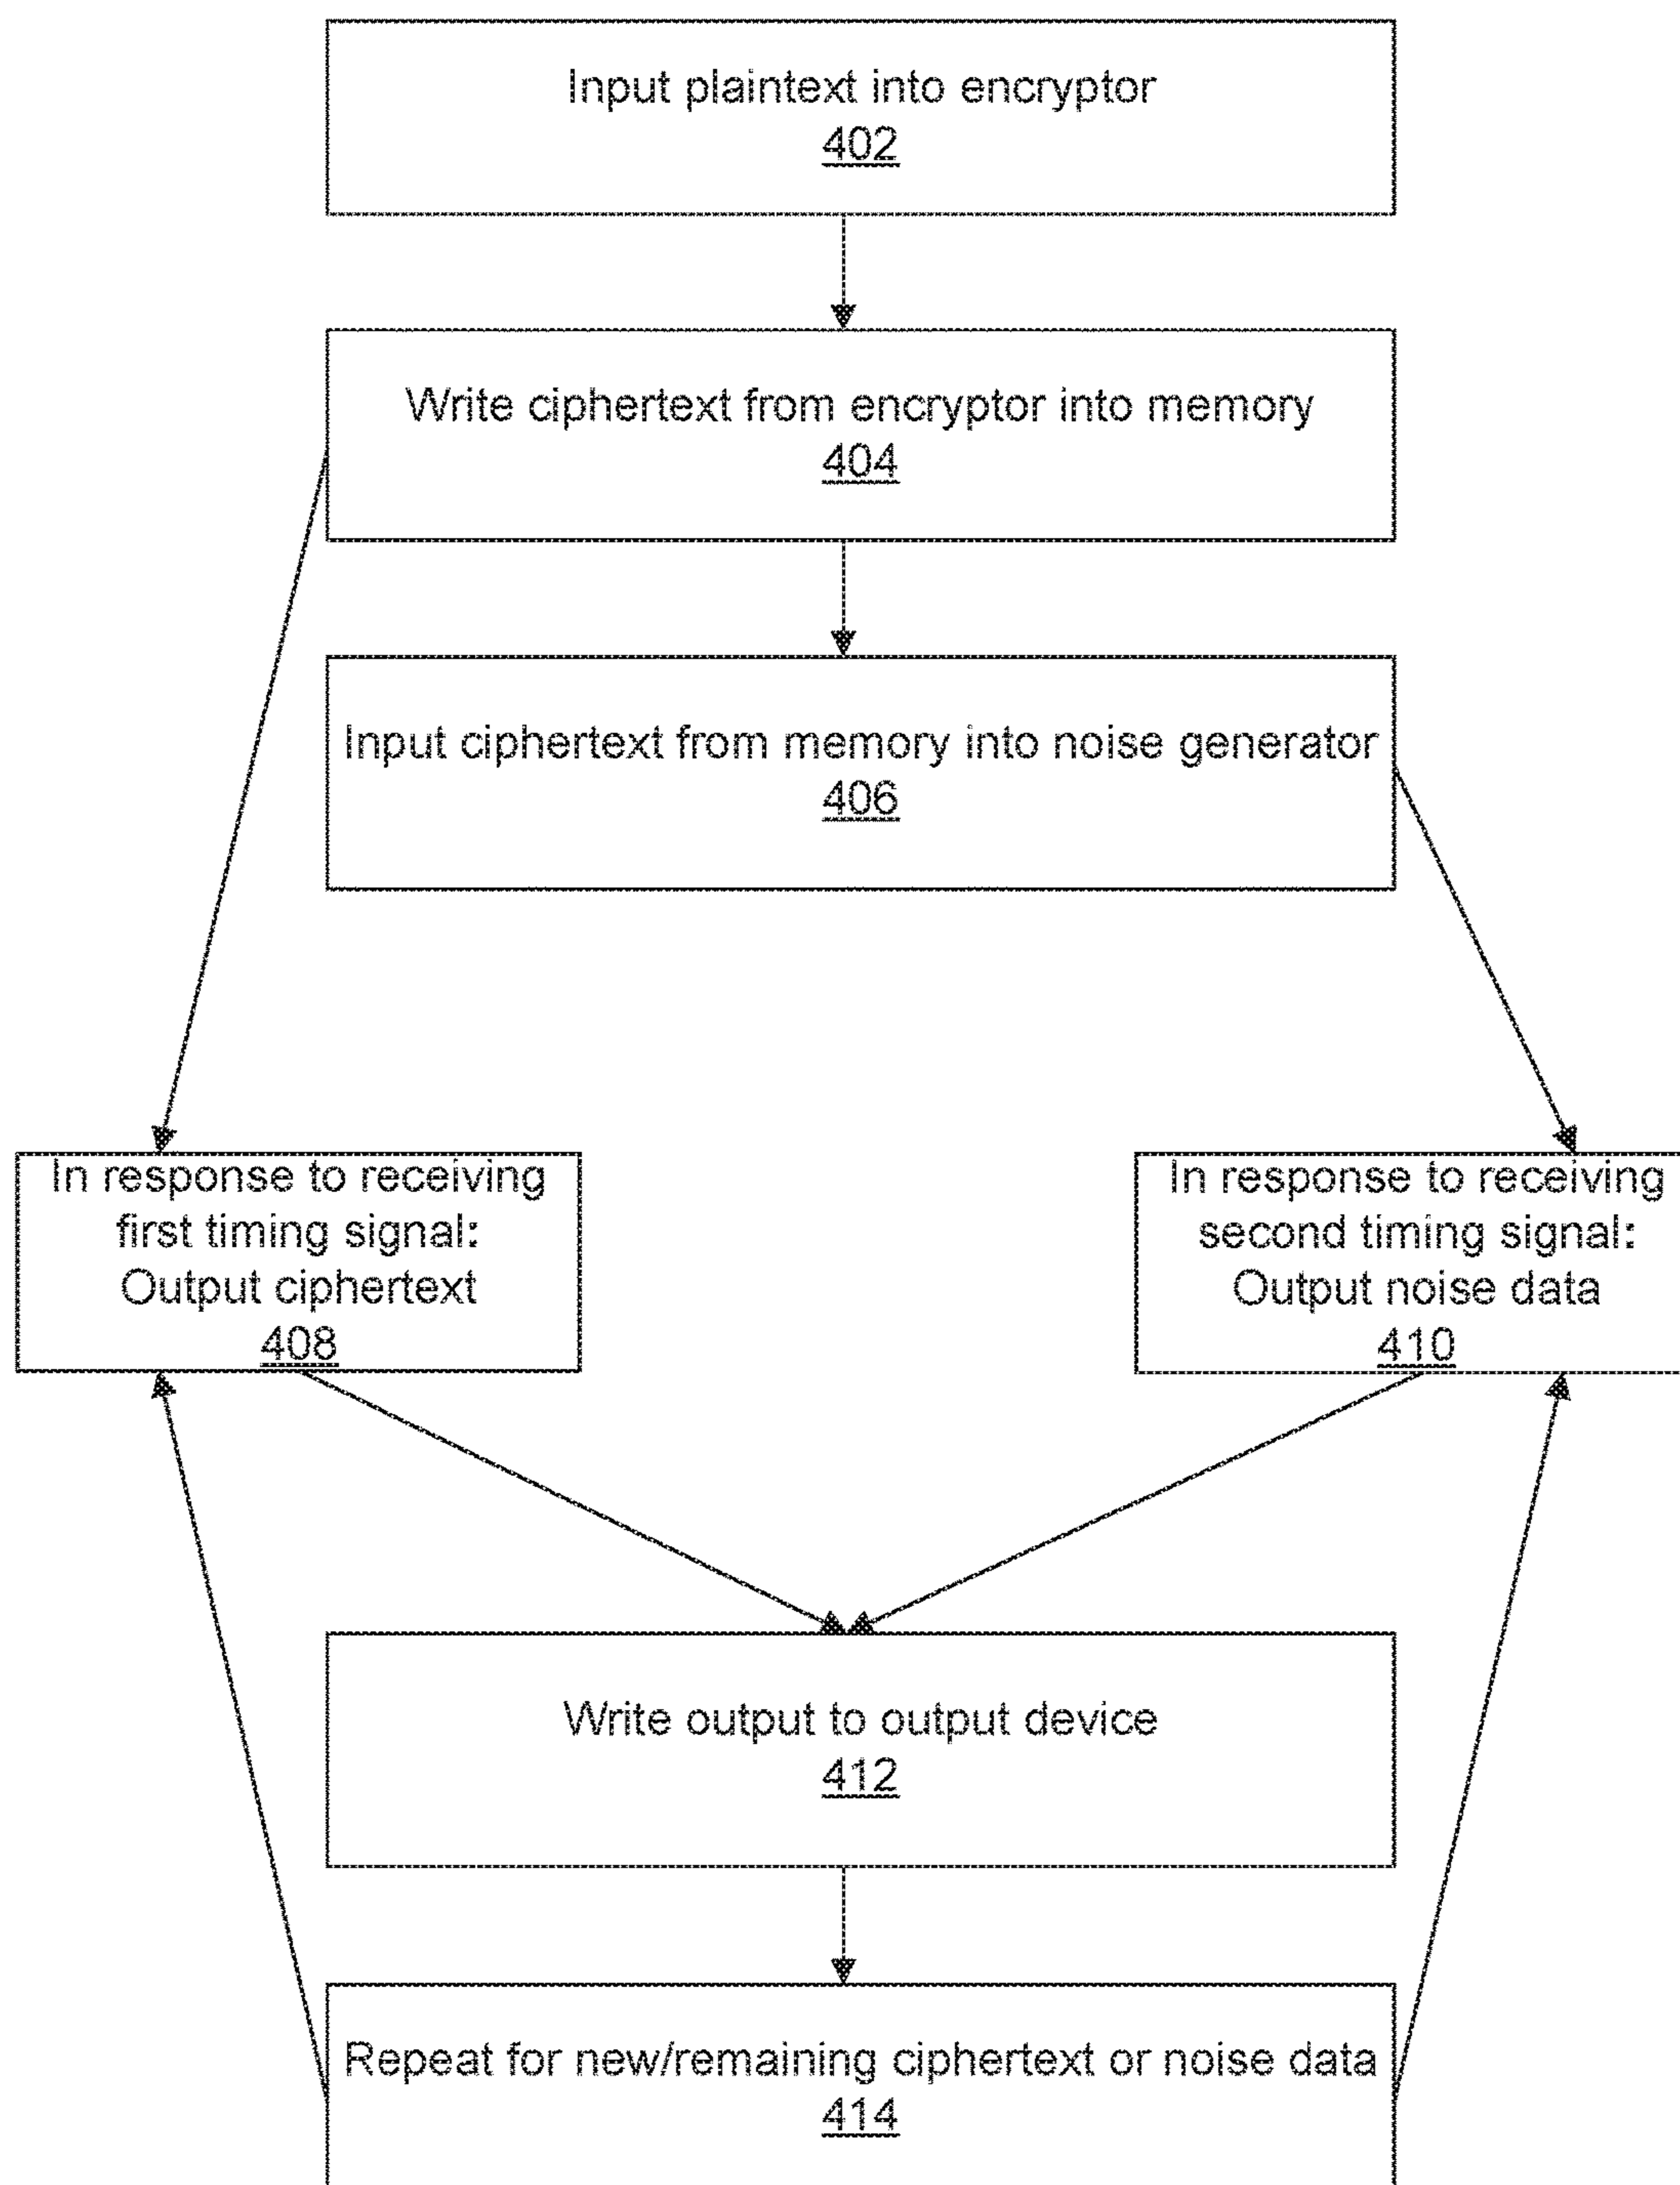 Input plaintext into encryptor
402
Write ciphertext from encryptor into memory
404
Input ciphertext from memory into noise generator
406
In response to receiving
first timing signal:
Output ciphertext
408
In response to receiving
second timing signal:
Output noise data
410
Write output to output device
412
Repeat for new/remaining ciphertext or noise data
414